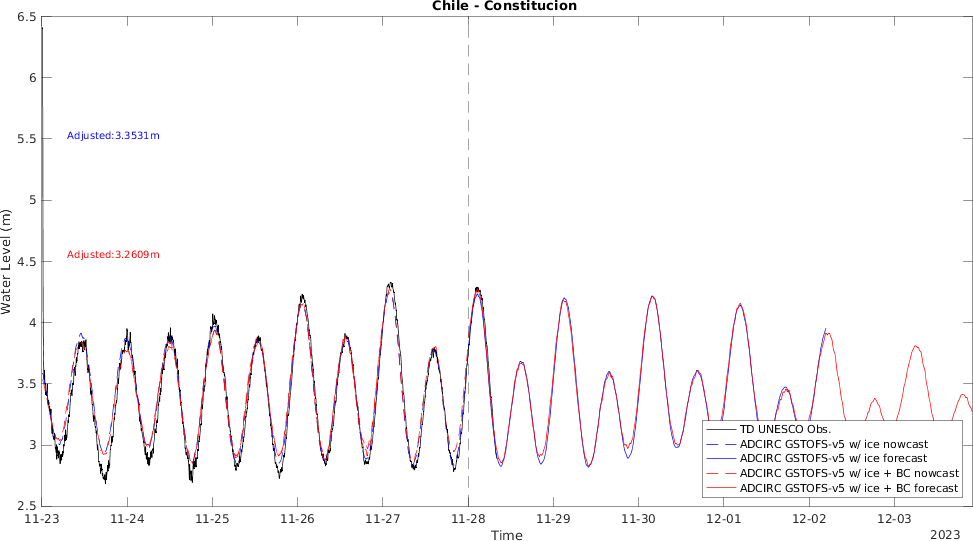 Chile - Constitucion
6.5
6
5.5
5
4.5
4
3.5
3
2.5
Water Level (m)
Adjusted:3.3531m
Adjusted:3.2609m
TD UNESCO Obs.
ADCIRC GSTOFS-v5 w/ ice nowcast
ADCIRC GSTOFS-v5 w/ ice forecast
ADCIRC GSTOFS-v5 w/ ice + BC nowcast
ADCIRC GSTOFS-v5 w/ ice + BC forecast
11-23 11-24 11-25 11-26 11-27 11-28 11-29 11-30 12-01 12-02 12-03
Time
2023